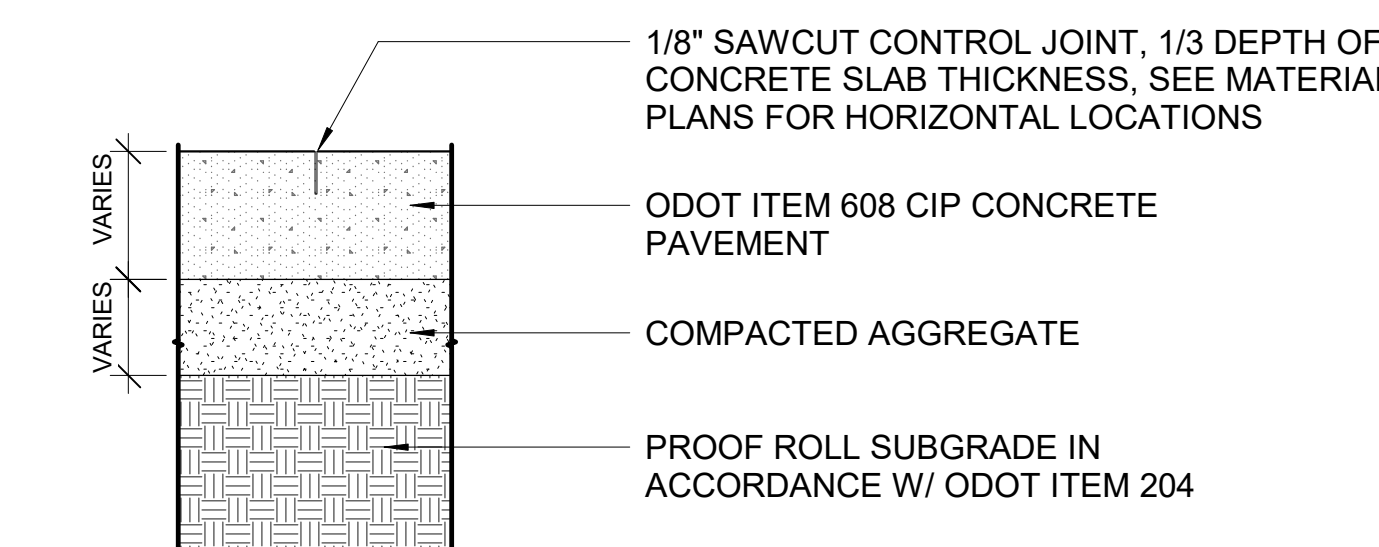 1/8" SAWCUT CONTROL JOINT, 1/3 DEPTH OF
CONCRETE SLAB THICKNESS, SEE MATERIAL
PLANS FOR HORIZONTAL LOCATIONS
VARIES
ODOT ITEM 608 CIP CONCRETE
PAVEMENT
VARIES
COMPACTED AGGREGATE
PROOF ROLL SUBGRADE IN
ACCORDANCE W/ ODOT ITEM 204